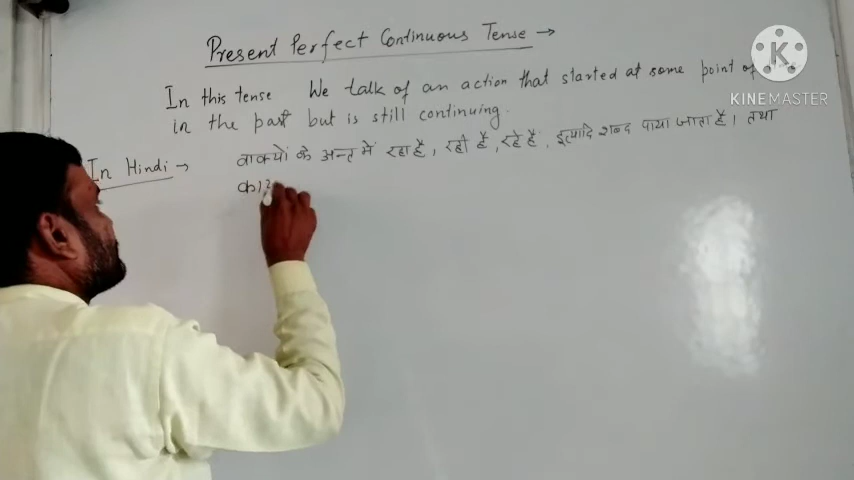 Present Perfect Continuous Tense →
In this tense We talk of an action that started at some point of
in the past but is still continuing.
In Hindi → वाक्यों के अन्त में रहा है, रही है, रहे हैं, इत्यादि शब्द पाया जाता है। तथा
K
KINEMASTER